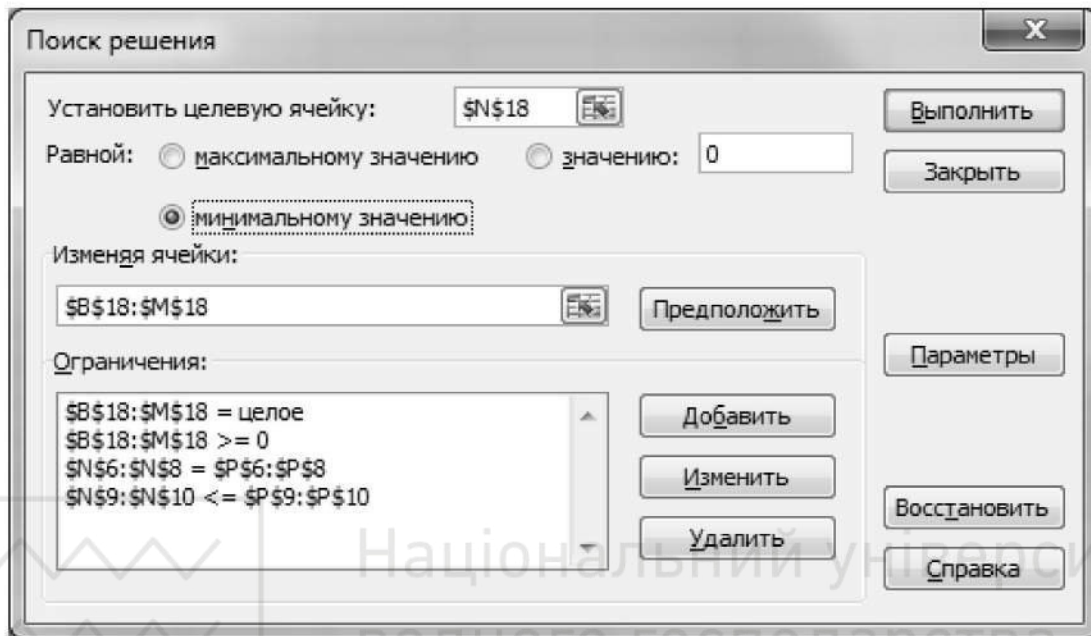 Поиск решения
Установить целевую ячейку: $N$18
Выполнить
Равной: максимальному значению значению: 0
Закрыть
минимальному значению
Изменяя ячейки:
$B$18:$M$18
Предположить
Ограничения:
Параметры
$B$18:$M$18 = целое
$B$18:$M$18 >= 0
$N$6:$N$8 = $P$6:$P$8
$N$9:$N$10 <= $P$9:$P$10
Добавить
Изменить
Восстановить
Удалить
Справка
Національний